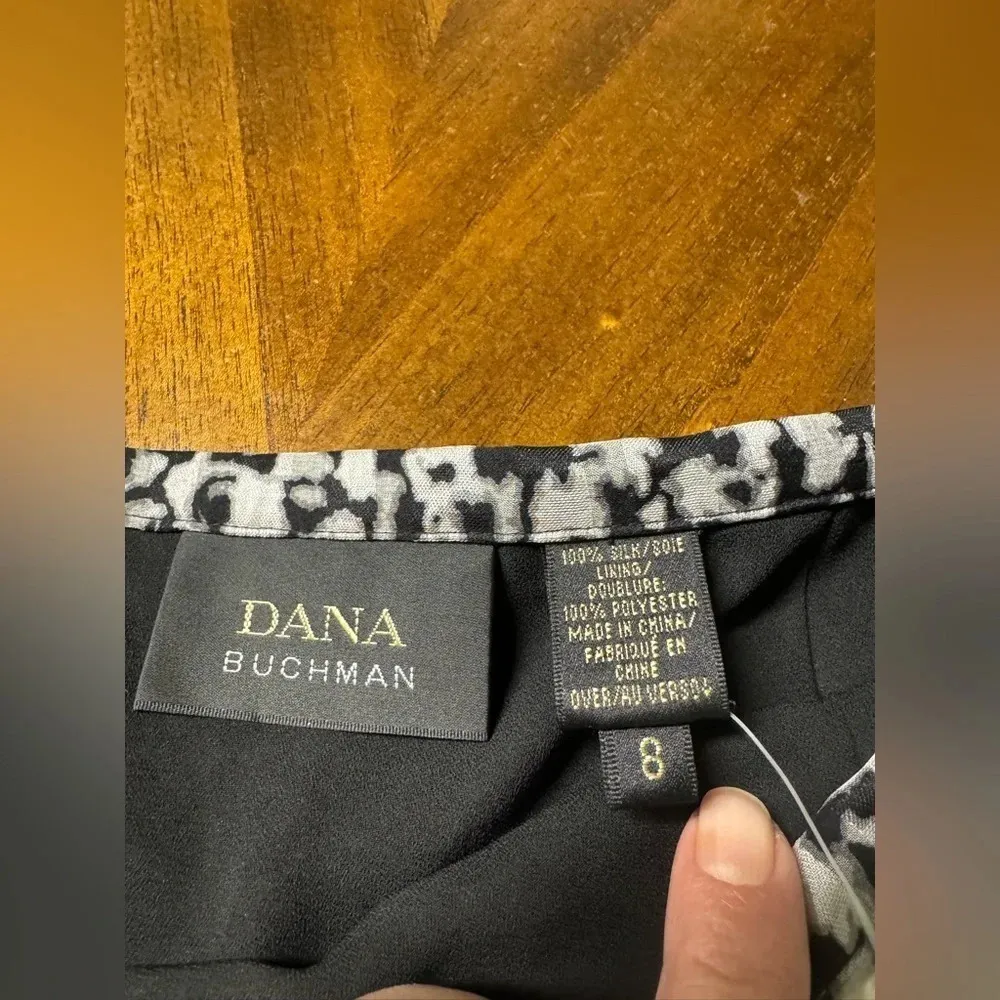 DANA
BUCHMAN
100% SILK/SOIE
LINING/
DOUBLURE:
100% POLYESTER
MADE IN CHINA/
FABRIQUÉ EN
CHINE
OVER/AU VERSO↓
8